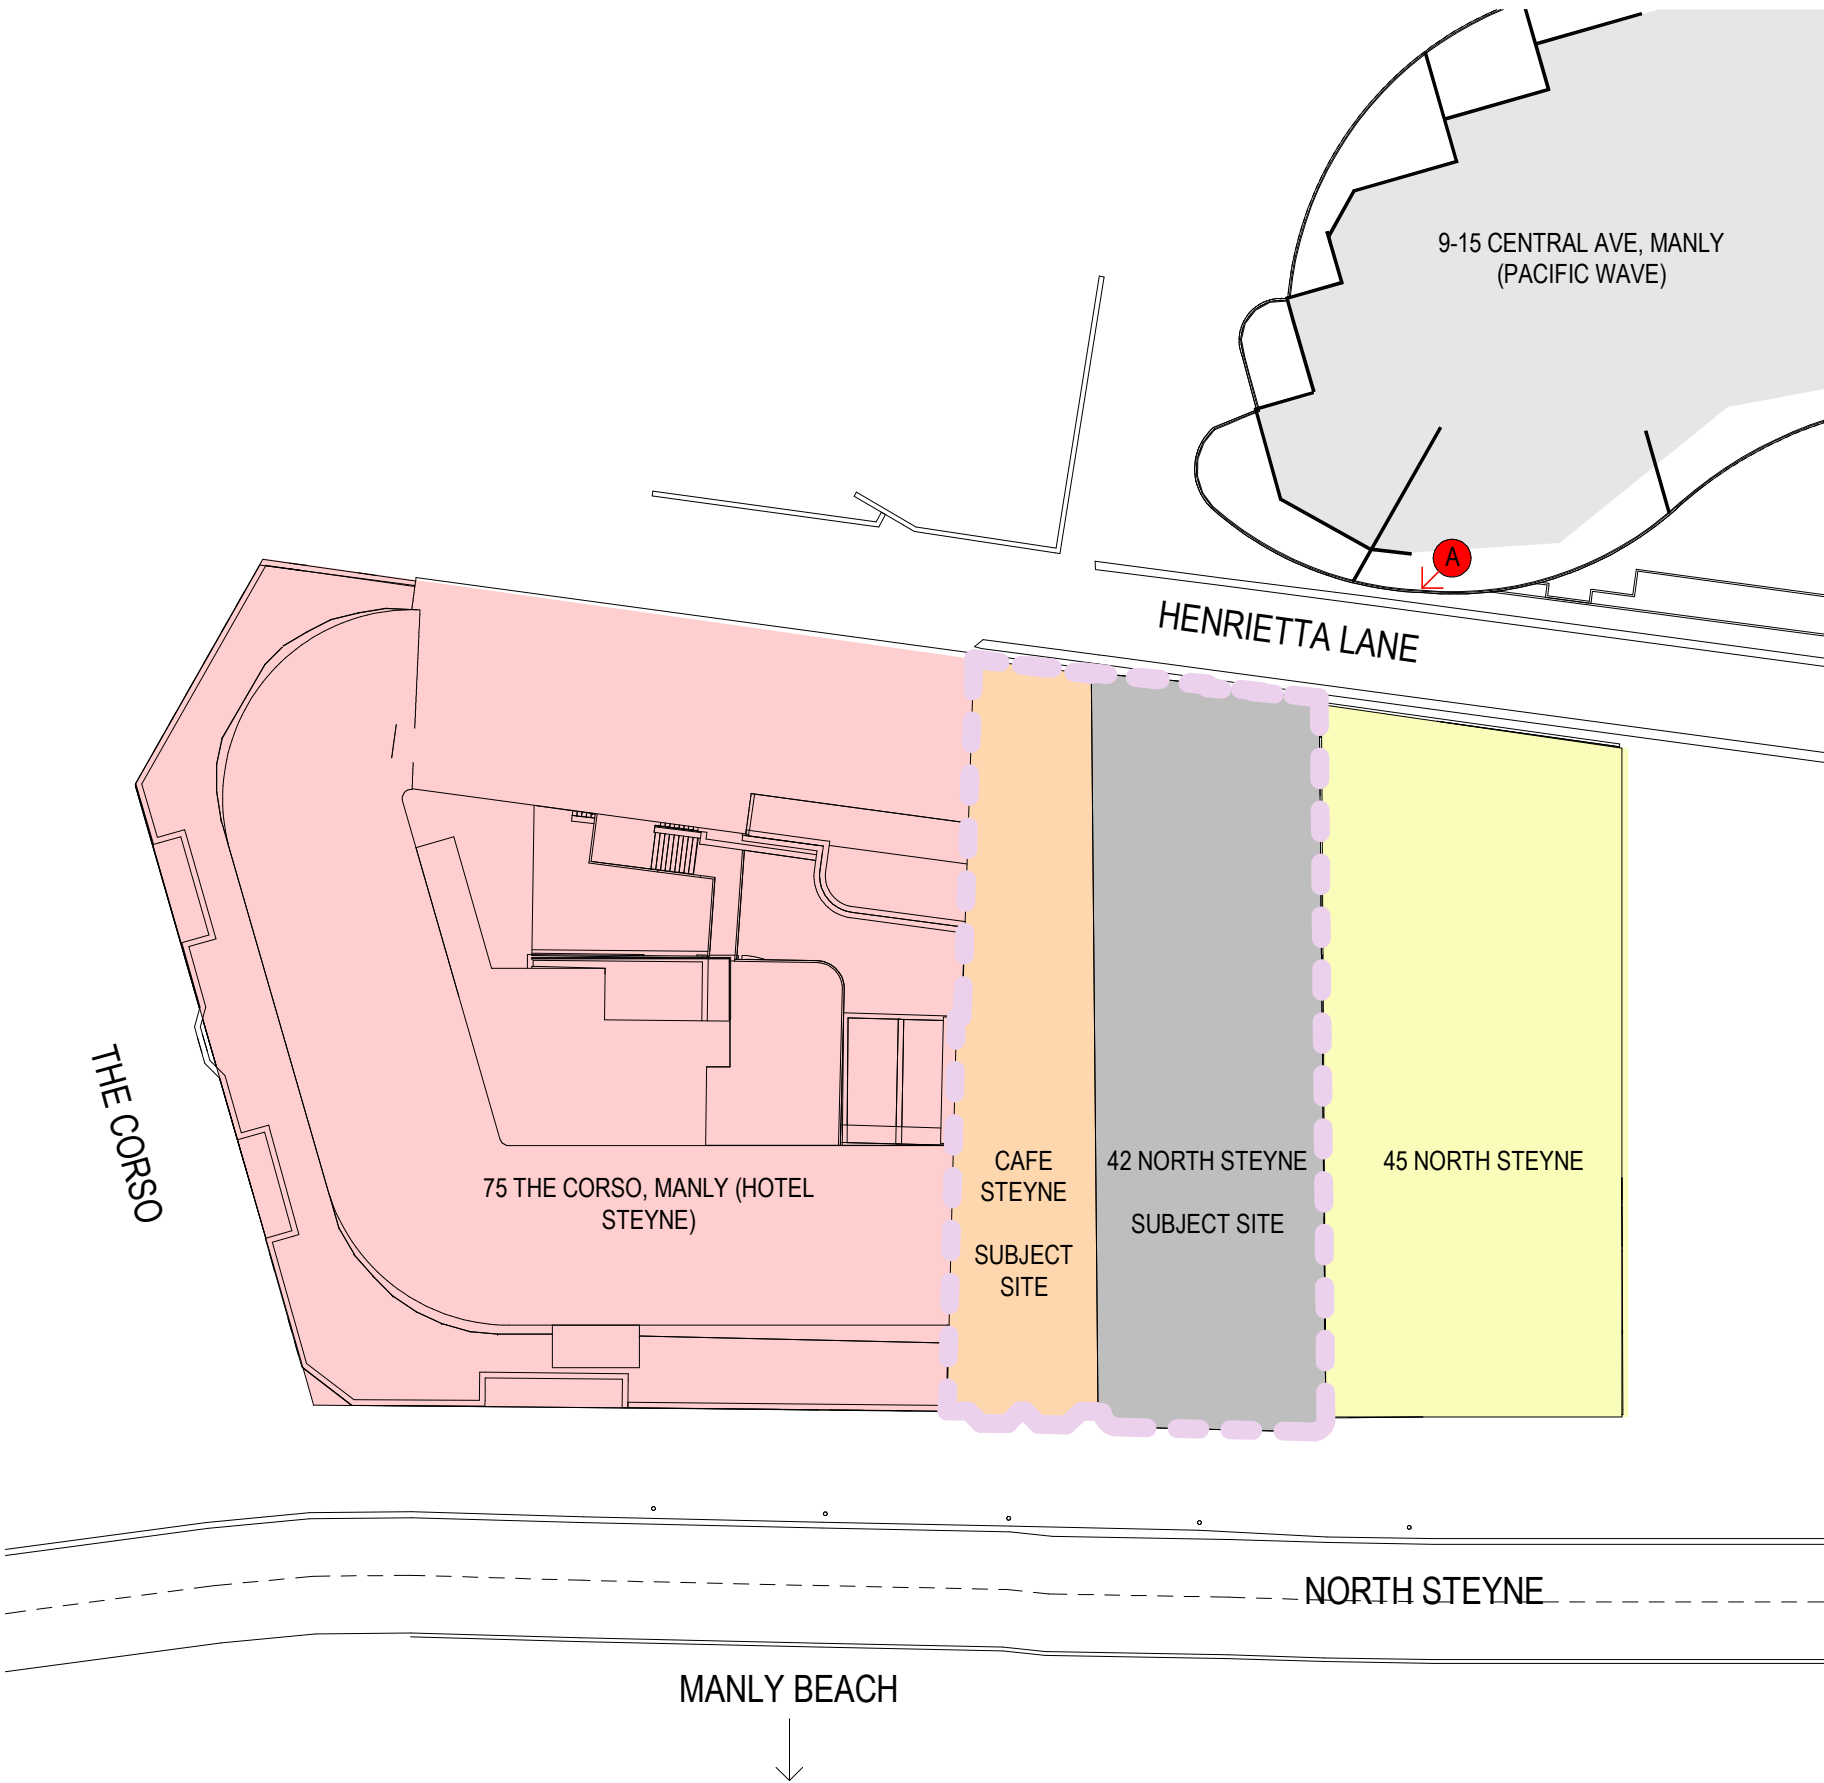 9-15 CENTRAL AVE, MANLY
(PACIFIC WAVE)
A
HENRIETTA LANE
THE CORSO
75 THE CORSO, MANLY (HOTEL
STEYNE)
CAFE
STEYNE
SUBJECT
SITE
42 NORTH STEYNE
SUBJECT SITE
45 NORTH STEYNE
NORTH STEYNE
MANLY BEACH